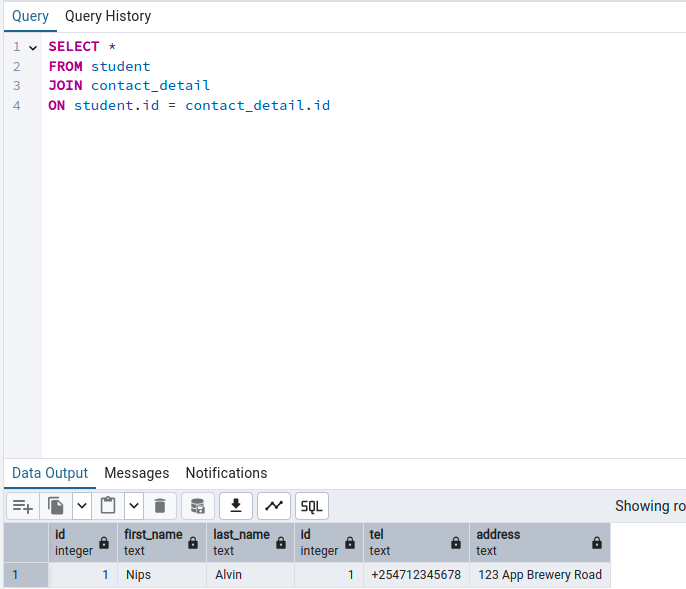 Query Query History
1 SELECT *
2 FROM student
3 JOIN contact_detail
4 ON student.id = contact_detail.id
Data Output Messages Notifications
SQL Showing ro
id first_name last_name id tel address
integer text text integer text text
1 1 Nips Alvin 1 +254712345678 123 App Brewery Road